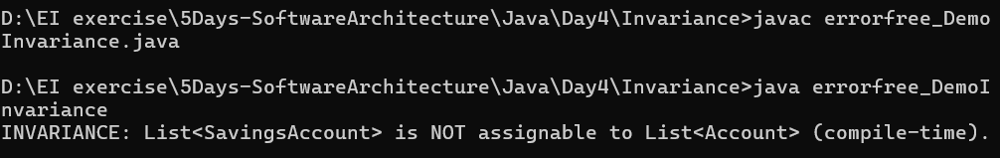 D:\EI exercise\5Days-SoftwareArchitecture\Java\Day4\Invariance>javac errorfree_Demo
Invariance.java
D:\EI exercise\5Days-SoftwareArchitecture\Java\Day4\Invariance>java errorfree_DemoI
nvariance
INVARIANCE: List<SavingsAccount> is NOT assignable to List<Account> (compile-time).